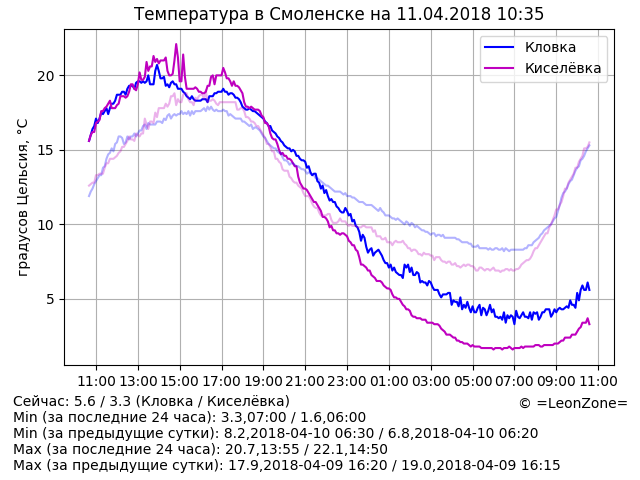 Температура в Смоленске на 11.04.2018 10:35
Кловка
Киселёвка
градусов Цельсия, °C
20
15
10
5
11:00 13:00 15:00 17:00 19:00 21:00 23:00 01:00 03:00 05:00 07:00 09:00 11:00
Сейчас: 5.6 / 3.3 (Кловка / Киселёвка)
© =LeonZone=
Min (за последние 24 часа): 3.3,07:00 / 1.6,06:00
Min (за предыдущие сутки): 8.2,2018-04-10 06:30 / 6.8,2018-04-10 06:20
Max (за последние 24 часа): 20.7,13:55 / 22.1,14:50
Max (за предыдущие сутки): 17.9,2018-04-09 16:20 / 19.0,2018-04-09 16:15